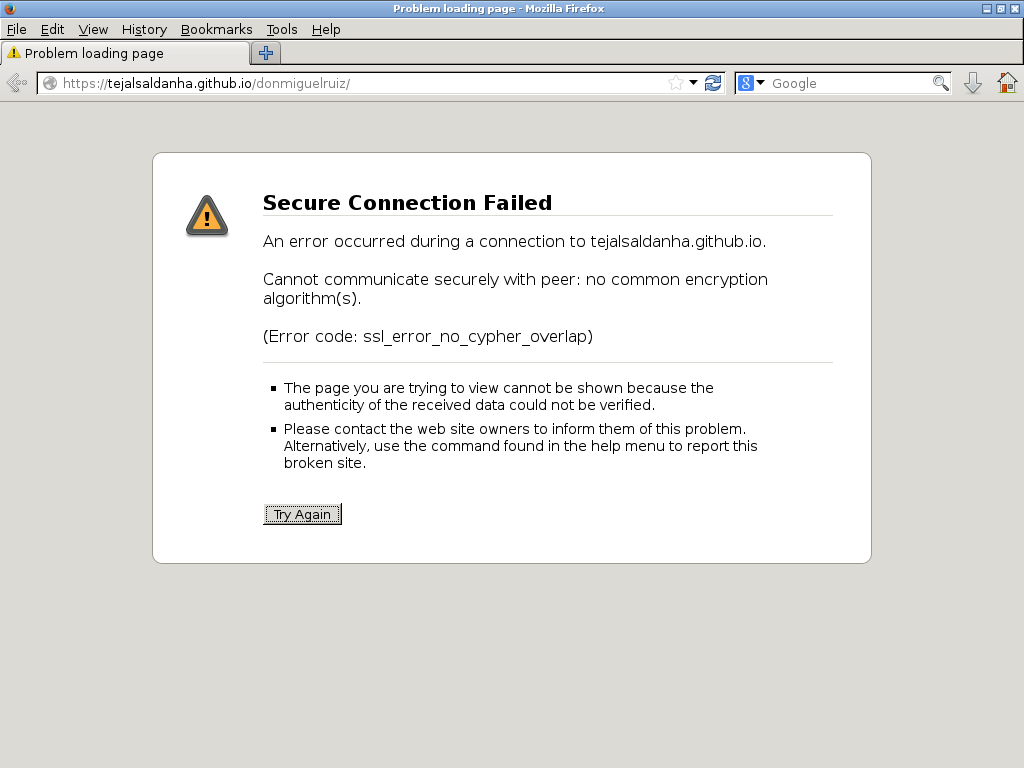 Problem loading page - Mozilla Firefox
File Edit View History Bookmarks Tools Help
Problem loading page
https://tejalsaldanha.github.io/donmiguelruiz/
8 Google
Secure Connection Failed
An error occurred during a connection to tejalsaldanha.github.io.
Cannot communicate securely with peer: no common encryption
algorithm(s).
(Error code: ssl_error_no_cypher_overlap)
The page you are trying to view cannot be shown because the
authenticity of the received data could not be verified.
Please contact the web site owners to inform them of this problem.
Alternatively, use the command found in the help menu to report this
broken site.
Try Again